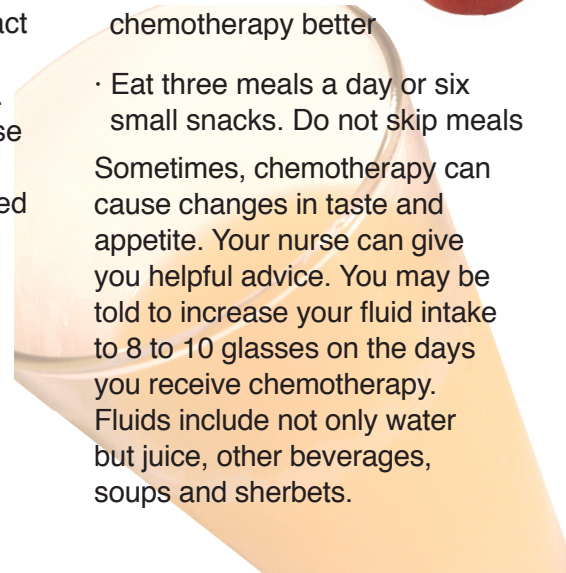 act
.
se
ed
chemotherapy better
· Eat three meals a day or six
small snacks. Do not skip meals
Sometimes, chemotherapy can
cause changes in taste and
appetite. Your nurse can give
you helpful advice. You may be
told to increase your fluid intake
to 8 to 10 glasses on the days
you receive chemotherapy.
Fluids include not only water
but juice, other beverages,
soups and sherbets.